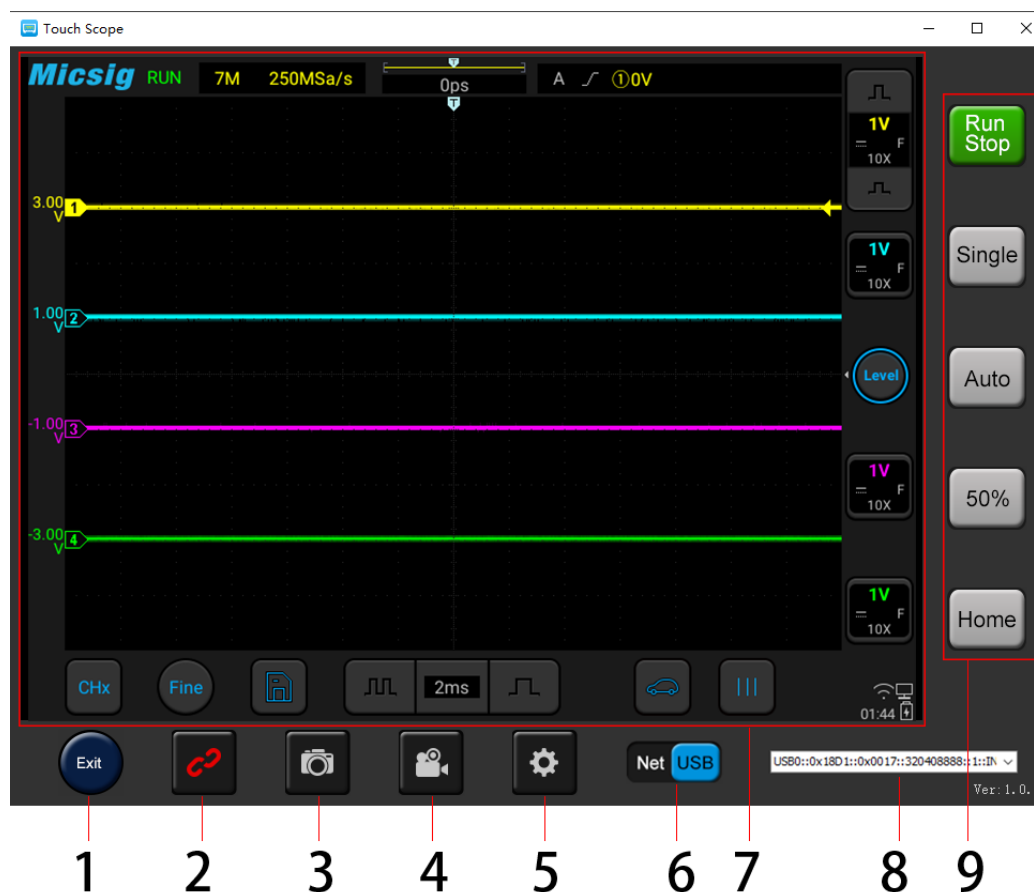 Touch Scope
Micsig RUN 7M 250MSa/s 0ps A ①0V
T
T
1V
F
10X
Run
Stop
3.00
V
1
1V
F
10X
Single
1.00
V
2
Level
Auto
-1.00
V
3
1V
F
10X
50%
-3.00
V
4
1V
F
10X
Home
CHx Fine 2ms
01:44
Exit Net USB USB0::0x18D1::0x0017::320408888::1::IN
Ver:1.0.
1 2 3 4 5 6 7 8 9